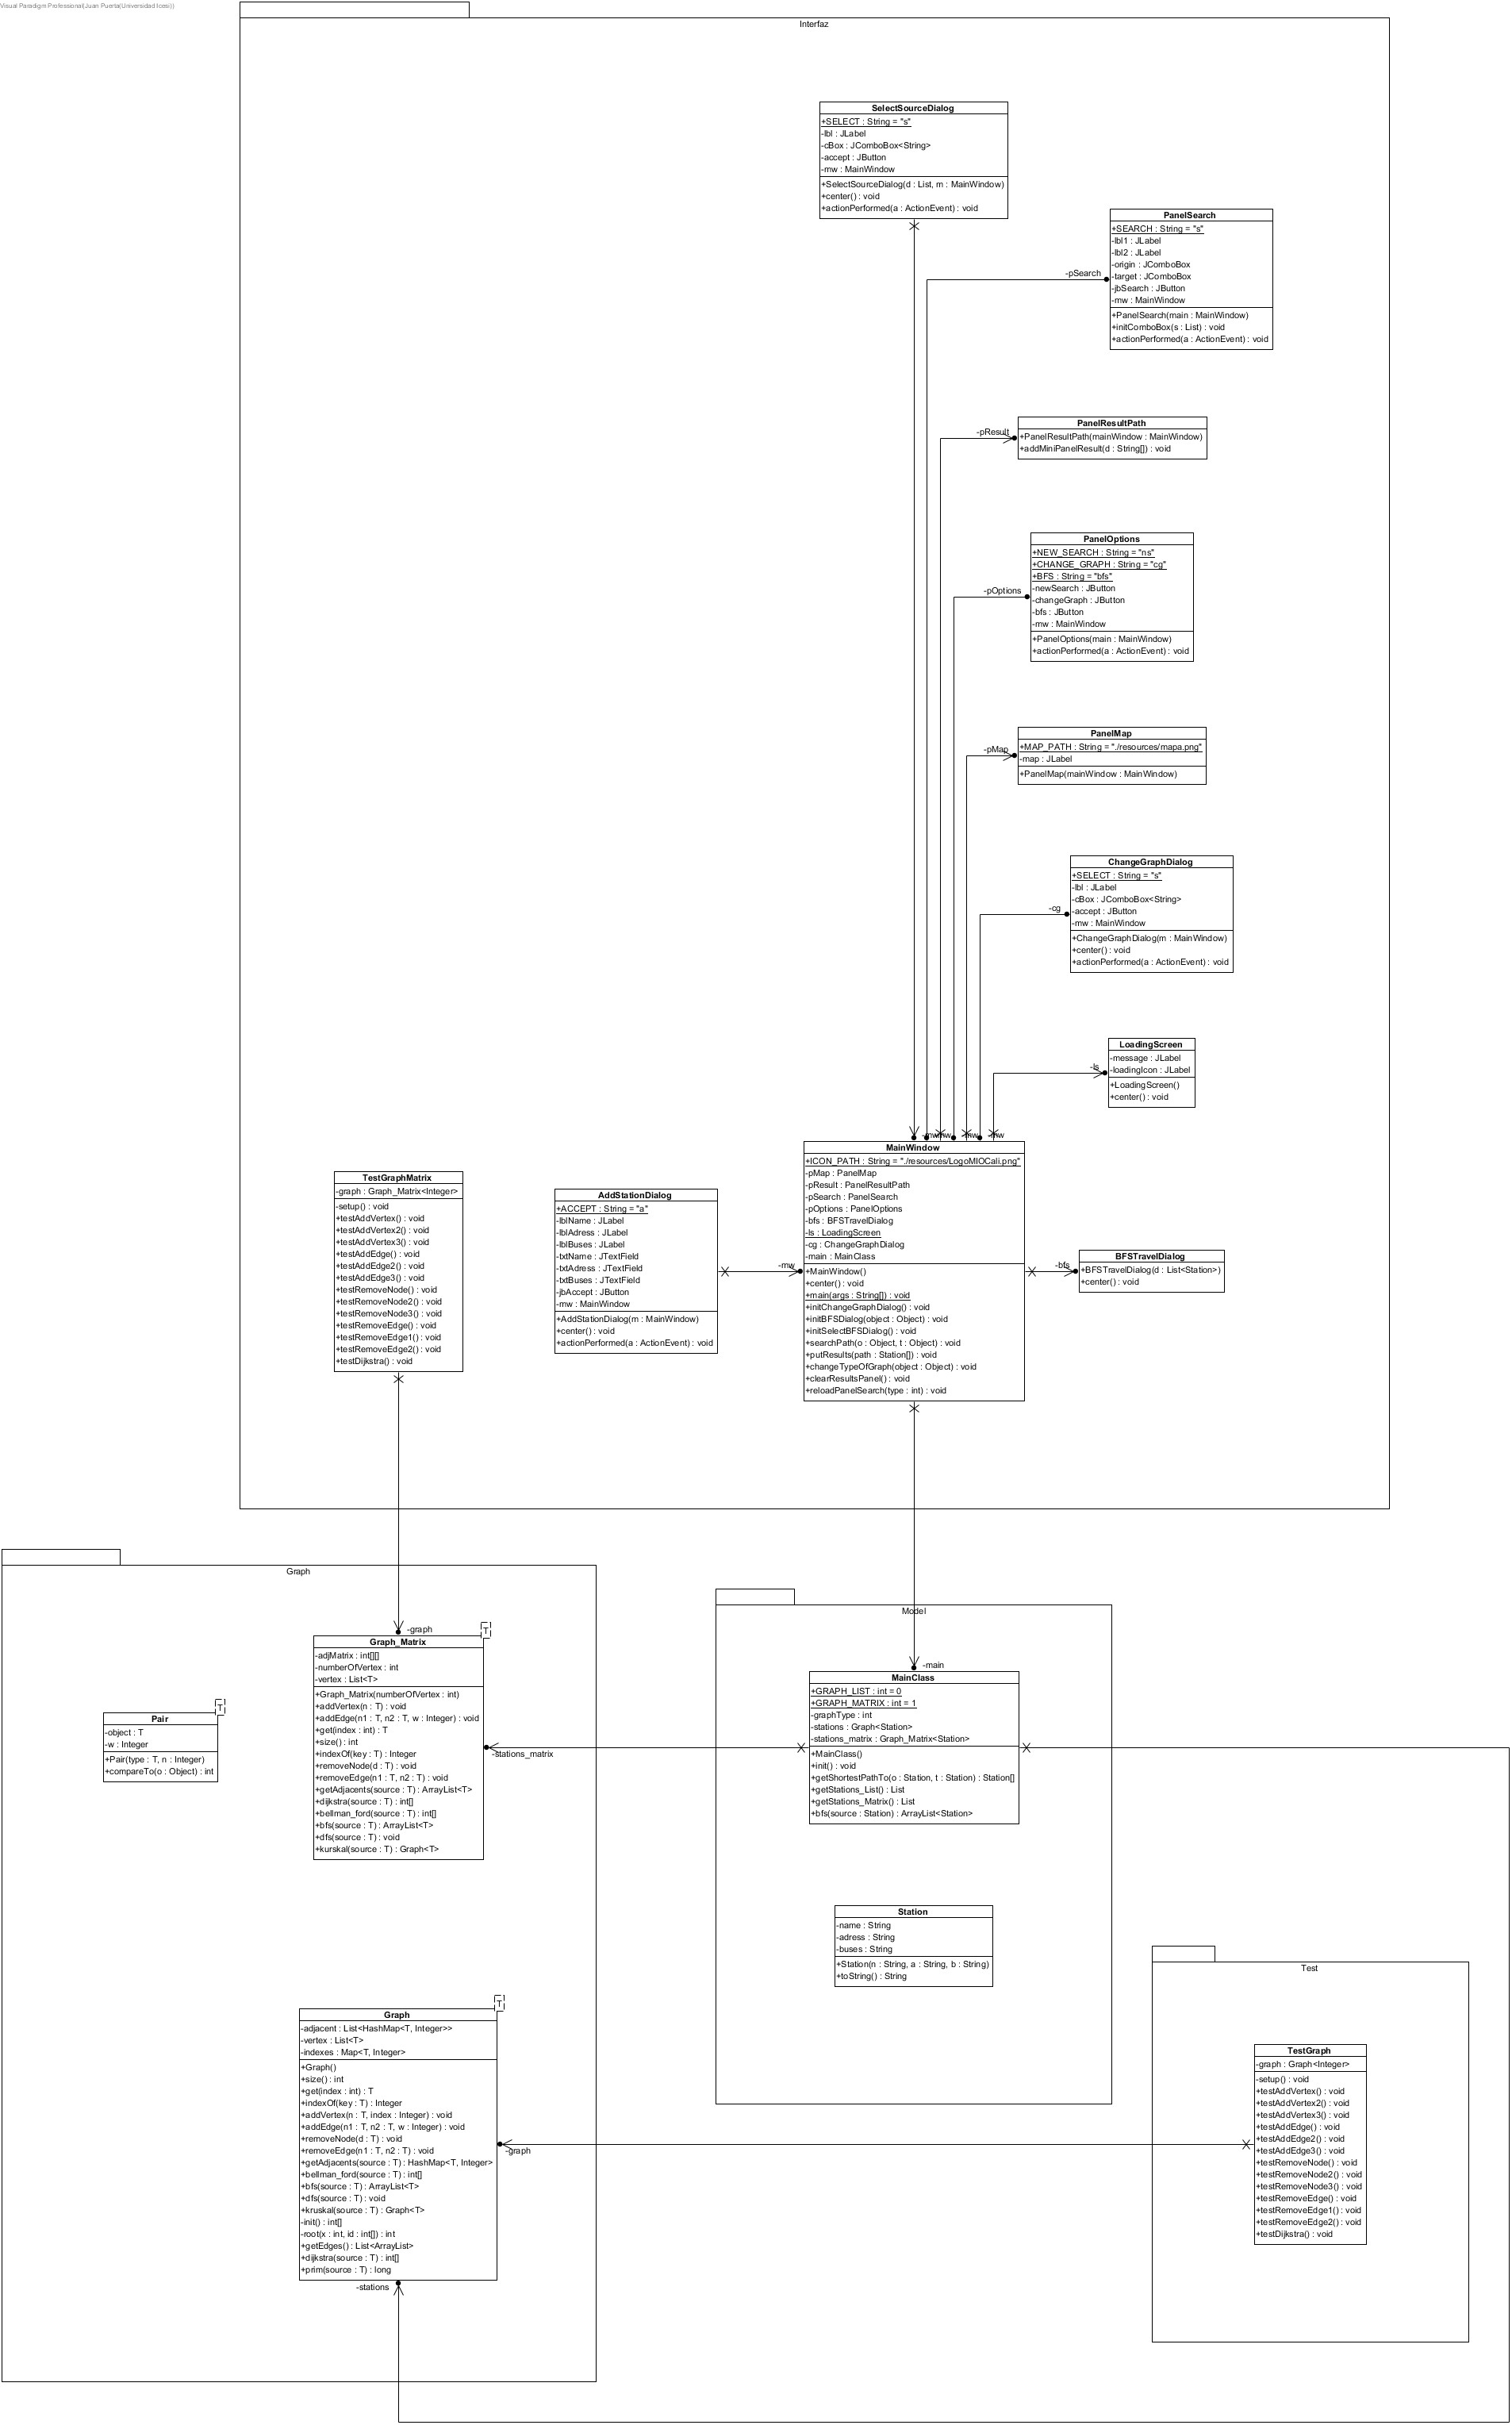 Visual Paradigm Professional(Juan Puerta(Universidad Icesi))
Interfaz
SelectSourceDialog
+SELECT : String = "s"
-lbl : JLabel
-cBox : JComboBox<String>
-accept : JButton
-mw : MainWindow
+SelectSourceDialog(d : List, m : MainWindow)
+center() : void
+actionPerformed(a : ActionEvent) : void
PanelSearch
+SEARCH : String = "s"
-lbl1 : JLabel
-lbl2 : JLabel
-origin : JComboBox
-target : JComboBox
-jbSearch : JButton
-mw : MainWindow
+PanelSearch(main : MainWindow)
+initComboBox(s : List) : void
+actionPerformed(a : ActionEvent) : void
-pSearch
PanelResultPath
+PanelResultPath(mainWindow : MainWindow)
+addMiniPanelResult(d : String[]) : void
-pResult
PanelOptions
+NEW_SEARCH : String = "ns"
+CHANGE_GRAPH : String = "cg"
+BFS : String = "bfs"
-newSearch : JButton
-changeGraph : JButton
-bfs : JButton
-mw : MainWindow
+PanelOptions(main : MainWindow)
+actionPerformed(a : ActionEvent) : void
-pOptions
PanelMap
+MAP_PATH : String = "./resources/mapa.png"
-map : JLabel
+PanelMap(mainWindow : MainWindow)
-pMap
ChangeGraphDialog
+SELECT : String = "s"
-lbl : JLabel
-cBox : JComboBox<String>
-accept : JButton
-mw : MainWindow
+ChangeGraphDialog(m : MainWindow)
+center() : void
+actionPerformed(a : ActionEvent) : void
-cg
LoadingScreen
-message : JLabel
-loadingIcon : JLabel
+LoadingScreen()
+center() : void
-ls
-mw
-mw
-mw
-mw
MainWindow
+ICON_PATH : String = "./resources/LogoMIOCali.png"
-pMap : PanelMap
-pResult : PanelResultPath
-pSearch : PanelSearch
-pOptions : PanelOptions
-bfs : BFSTravelDialog
-ls : LoadingScreen
-cg : ChangeGraphDialog
-main : MainClass
+MainWindow()
+center() : void
+main(args : String[]) : void
+initChangeGraphDialog() : void
+initBFSDialog(object : Object) : void
+initSelectBFSDialog() : void
+searchPath(o : Object, t : Object) : void
+putResults(path : Station[]) : void
+changeTypeOfGraph(object : Object) : void
+clearResultsPanel() : void
+reloadPanelSearch(type : int) : void
TestGraphMatrix
-graph : Graph_Matrix<Integer>
-setup() : void
+testAddVertex() : void
+testAddVertex2() : void
+testAddVertex3() : void
+testAddEdge() : void
+testAddEdge2() : void
+testAddEdge3() : void
+testRemoveNode() : void
+testRemoveNode2() : void
+testRemoveNode3() : void
+testRemoveEdge() : void
+testRemoveEdge1() : void
+testRemoveEdge2() : void
+testDijkstra() : void
AddStationDialog
+ACCEPT : String = "a"
-lblName : JLabel
-lblAdress : JLabel
-lblBuses : JLabel
-txtName : JTextField
-txtAdress : JTextField
-txtBuses : JTextField
-jbAccept : JButton
-mw : MainWindow
+AddStationDialog(m : MainWindow)
+center() : void
+actionPerformed(a : ActionEvent) : void
-mw
-bfs
BFSTravelDialog
+BFSTravelDialog(d : List<Station>)
+center() : void
Graph
-graph
Graph_Matrix
T
-adjMatrix : int[][]
-numberOfVertex : int
-vertex : List<T>
+Graph_Matrix(numberOfVertex : int)
+addVertex(n : T) : void
+addEdge(n1 : T, n2 : T, w : Integer) : void
+get(index : int) : T
+size() : int
+indexOf(key : T) : Integer
+removeNode(d : T) : void
+removeEdge(n1 : T, n2 : T) : void
+getAdjacents(source : T) : ArrayList<T>
+dijkstra(source : T) : int[]
+bellman_ford(source : T) : int[]
+bfs(source : T) : ArrayList<T>
+dfs(source : T) : void
+kurskal(source : T) : Graph<T>
-stations_matrix
Pair
T
-object : T
-w : Integer
+Pair(type : T, n : Integer)
+compareTo(o : Object) : int
Model
-main
MainClass
+GRAPH_LIST : int = 0
+GRAPH_MATRIX : int = 1
-graphType : int
-stations : Graph<Station>
-stations_matrix : Graph_Matrix<Station>
+MainClass()
+init() : void
+getShortestPathTo(o : Station, t : Station) : Station[]
+getStations_List() : List
+getStations_Matrix() : List
+bfs(source : Station) : ArrayList<Station>
Station
-name : String
-adress : String
-buses : String
+Station(n : String, a : String, b : String)
+toString() : String
Graph
T
-adjacent : List<HashMap<T, Integer>>
-vertex : List<T>
-indexes : Map<T, Integer>
+Graph()
+size() : int
+get(index : int) : T
+indexOf(key : T) : Integer
+addVertex(n : T, index : Integer) : void
+addEdge(n1 : T, n2 : T, w : Integer) : void
+removeNode(d : T) : void
+removeEdge(n1 : T, n2 : T) : void
+getAdjacents(source : T) : HashMap<T, Integer>
+bellman_ford(source : T) : int[]
+bfs(source : T) : ArrayList<T>
+dfs(source : T) : void
+kruskal(source : T) : Graph<T>
-init() : int[]
-root(x : int, id : int[]) : int
+getEdges() : List<ArrayList>
+dijkstra(source : T) : int[]
+prim(source : T) : long
-graph
-stations
Test
TestGraph
-graph : Graph<Integer>
-setup() : void
+testAddVertex() : void
+testAddVertex2() : void
+testAddVertex3() : void
+testAddEdge() : void
+testAddEdge2() : void
+testAddEdge3() : void
+testRemoveNode() : void
+testRemoveNode2() : void
+testRemoveNode3() : void
+testRemoveEdge() : void
+testRemoveEdge1() : void
+testRemoveEdge2() : void
+testDijkstra() : void